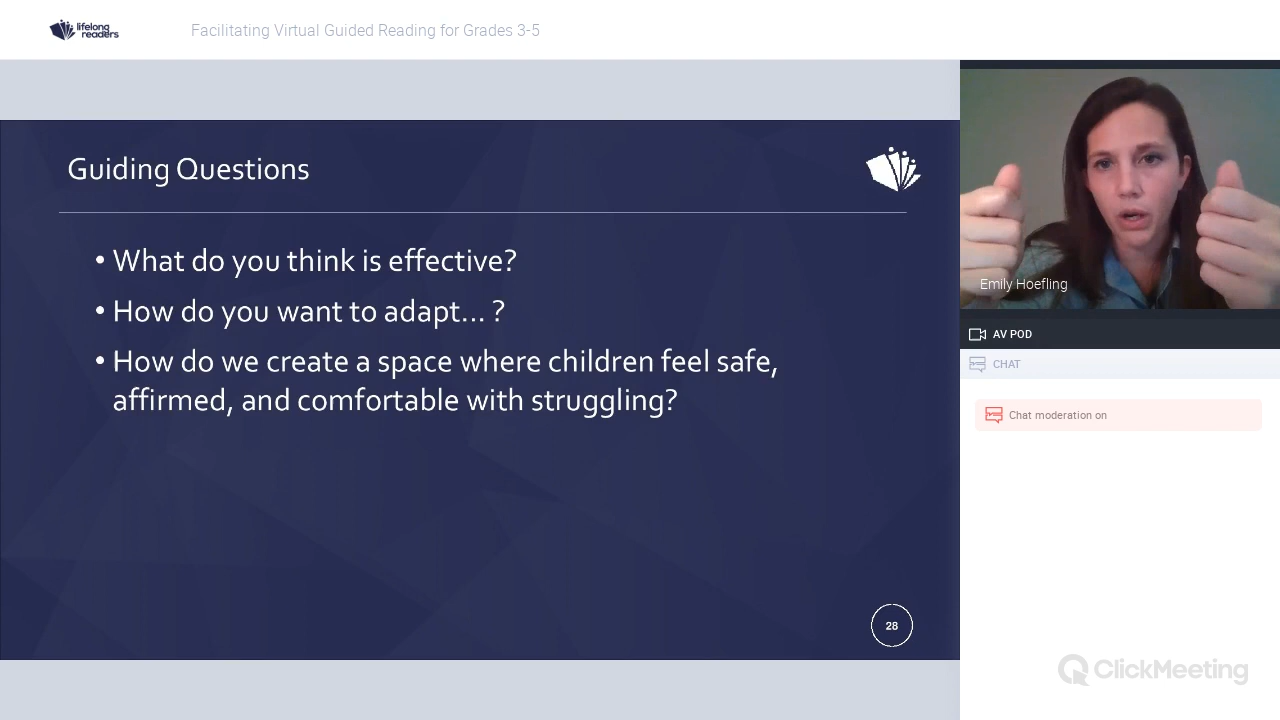 lifelong
readers
Facilitating Virtual Guided Reading for Grades 3-5
Guiding Questions
• What do you think is effective?
• How do you want to adapt... ?
• How do we create a space where children feel safe,
affirmed, and comfortable with struggling?
28
Emily Hoefling
AV POD
CHAT
Chat moderation on
ClickMeeting